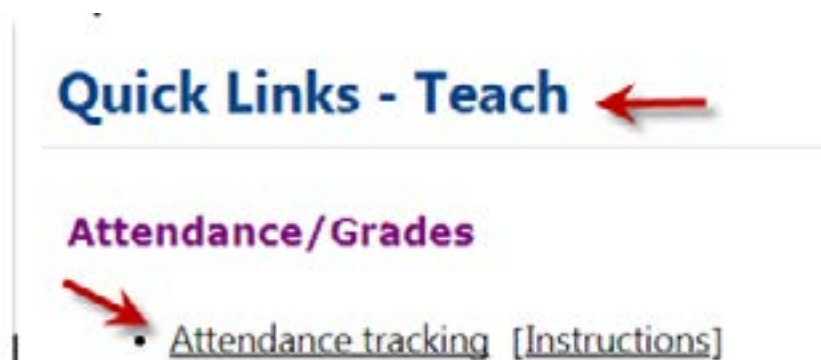 Quick Links - Teach
Attendance/Grades
• Attendance tracking [Instructions]